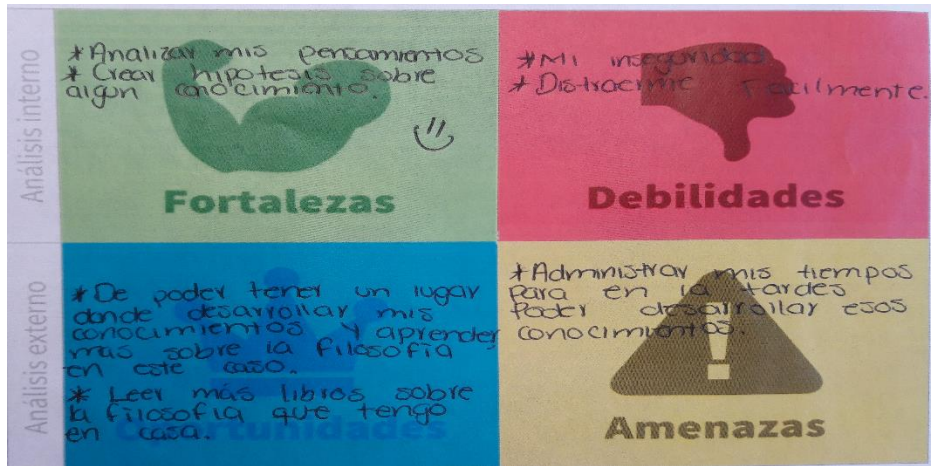 Análisis interno
*Analizar mis pencamientos
* Crear hipotesis sobre
algun conocimiento.
Fortalezas
*Mi inseguridad
* Distraerme Facilmente.
Debilidades
Análisis externo
* De poder tener un lugar
donde desarrollar mis
conocimientos y aprender
mas sobre la filosofía
en este caso.
* Leer más libros sobre
la filosofia que tengo
en casa.
Oportunidades
*Administrar mis tiempos
para en la tardes
Poder desarrollar esos
conocimientos.
Amenazas